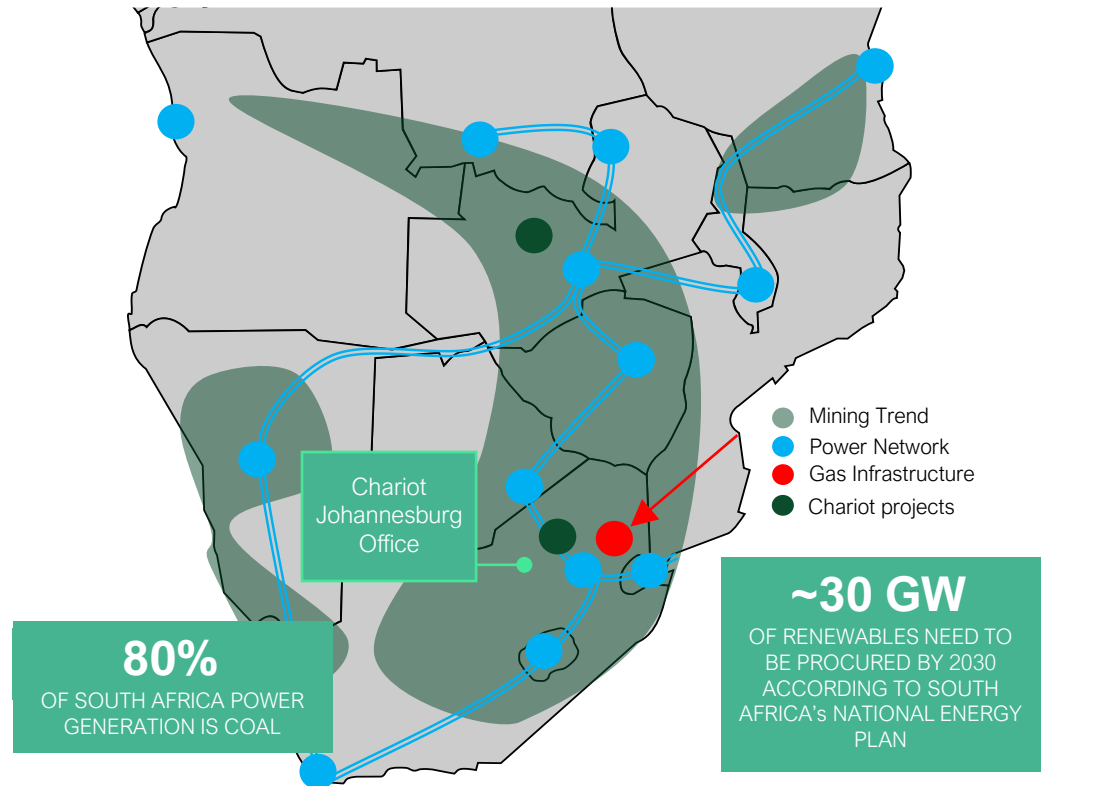 Mining Trend
Power Network
Gas Infrastructure
Chariot projects
Chariot
Johannesburg
Office
~30 GW
OF RENEWABLES NEED TO
BE PROCURED BY 2030
ACCORDING TO SOUTH
AFRICA's NATIONAL ENERGY
PLAN
80%
OF SOUTH AFRICA POWER
GENERATION IS COAL